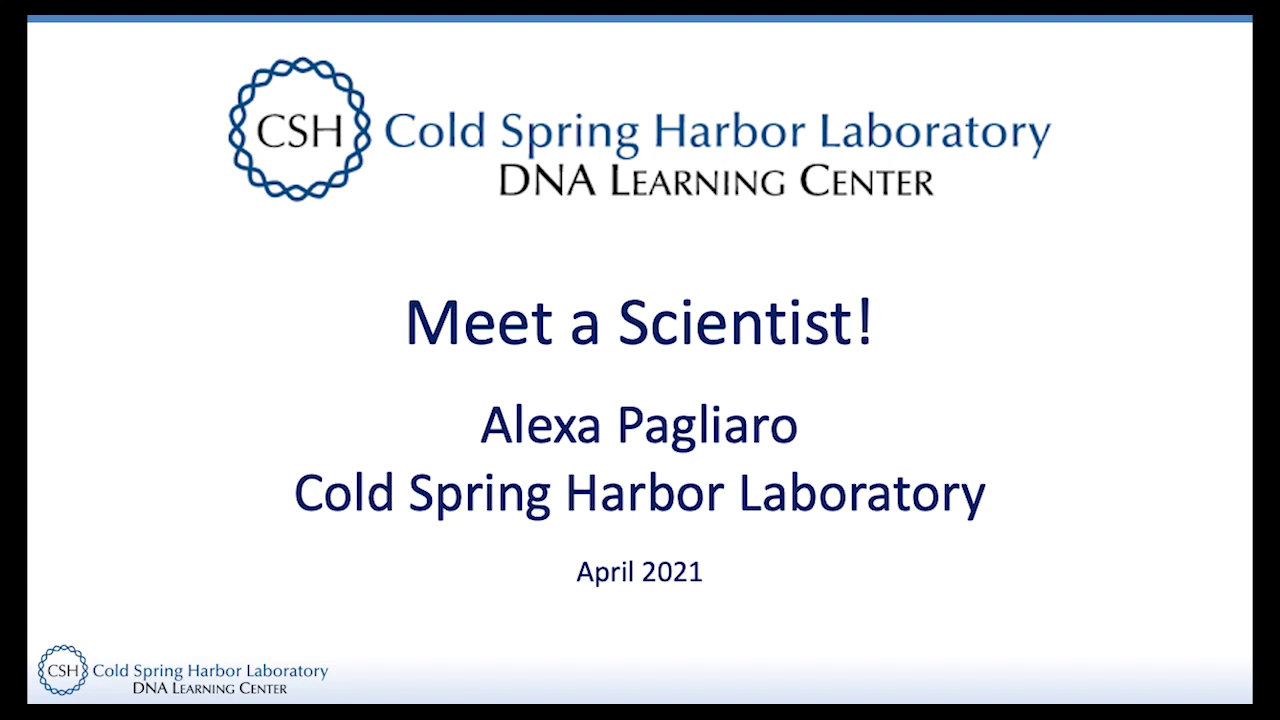 CSH Cold Spring Harbor Laboratory
DNA LEARNING CENTER
Meet a Scientist!
Alexa Pagliaro
Cold Spring Harbor Laboratory
April 2021
CSH Cold Spring Harbor Laboratory
DNA LEARNING CENTER